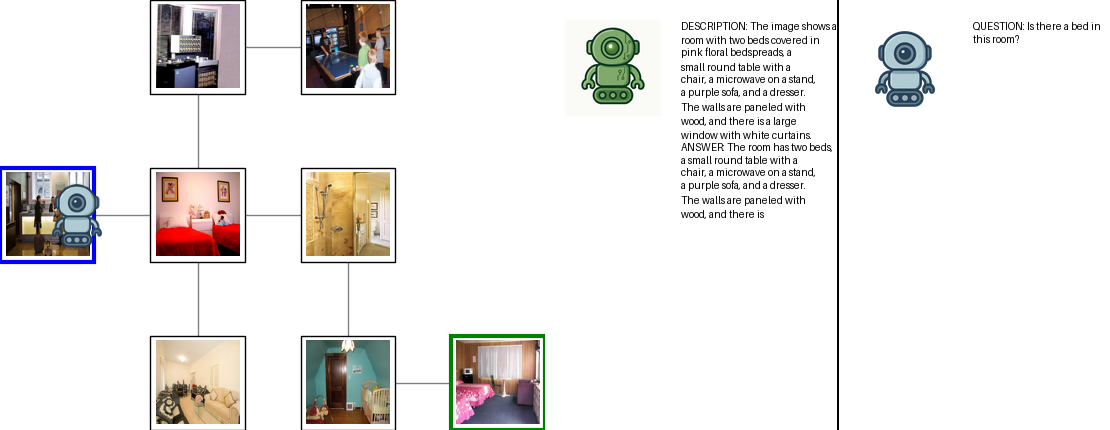 DESCRIPTION: The image shows a
room with two beds covered in
pink floral bedspreads, a
small round table with a
chair, a microwave on a stand,
a purple sofa, and a dresser.
The walls are paneled with
wood, and there is a large
window with white curtains.
ANSWER: The room has two beds,
a small round table with a
chair, a microwave on a stand,
a purple sofa, and a dresser.
The walls are paneled with
wood, and there is
QUESTION: Is there a bed in
this room?